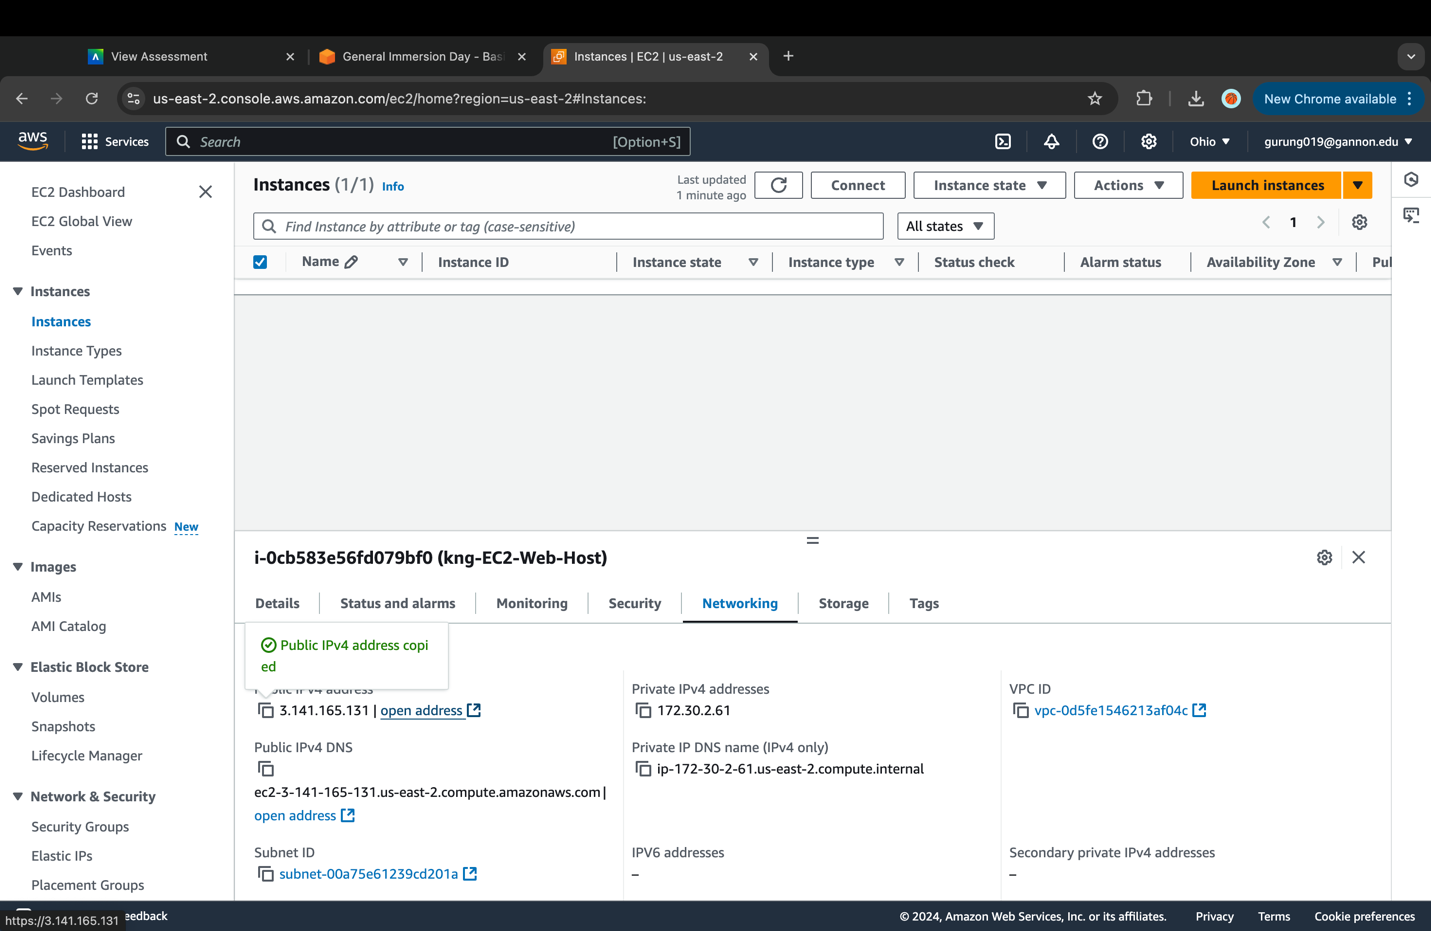 View Assessment
General Immersion Day - Bas
Instances | EC2 | us-east-2
us-east-2.console.aws.amazon.com/ec2/home?region=us-east-2#Instances:
New Chrome available
aws
Services
Search
[Option+S]
Ohio
gurung019@gannon.edu
EC2 Dashboard
EC2 Global View
Events
Instances
Instances
Instance Types
Launch Templates
Spot Requests
Savings Plans
Reserved Instances
Dedicated Hosts
Capacity Reservations New
Images
AMIs
AMI Catalog
Elastic Block Store
Volumes
Snapshots
Lifecycle Manager
Network & Security
Security Groups
Elastic IPs
Placement Groups
Instances (1/1) Info
Last updated
1 minute ago
Connect
Instance state
Actions
Launch instances
Find Instance by attribute or tag (case-sensitive)
All states
1
Name
Instance ID
Instance state
Instance type
Status check
Alarm status
Availability Zone
Pul
i-0cb583e56fd079bf0 (kng-EC2-Web-Host)
Details
Status and alarms
Monitoring
Security
Networking
Storage
Tags
Public IPv4 address copi
ed
Public IPv4 address
3.141.165.131 | open address
Public IPv4 DNS
ec2-3-141-165-131.us-east-2.compute.amazonaws.com |
open address
Subnet ID
subnet-00a75e61239cd201a
Private IPv4 addresses
172.30.2.61
Private IP DNS name (IPv4 only)
ip-172-30-2-61.us-east-2.compute.internal
IPV6 addresses
–
VPC ID
vpc-0d5fe1546213af04c
Secondary private IPv4 addresses
–
https://3.141.165.131
eedback
© 2024, Amazon Web Services, Inc. or its affiliates.
Privacy
Terms
Cookie preferences